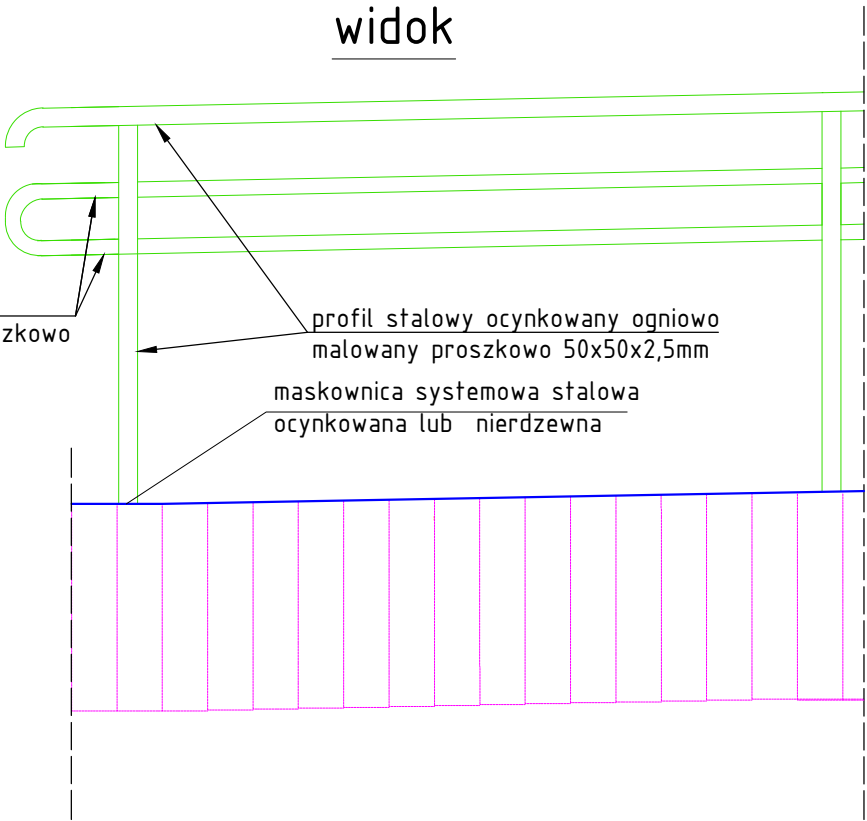 widok
profil stalowy ocynkowany ogniowo
zkowo
malowany proszkowo 50x50x2,5mm
maskownica systemowa stalowa
ocynkowana lub nierdzewna